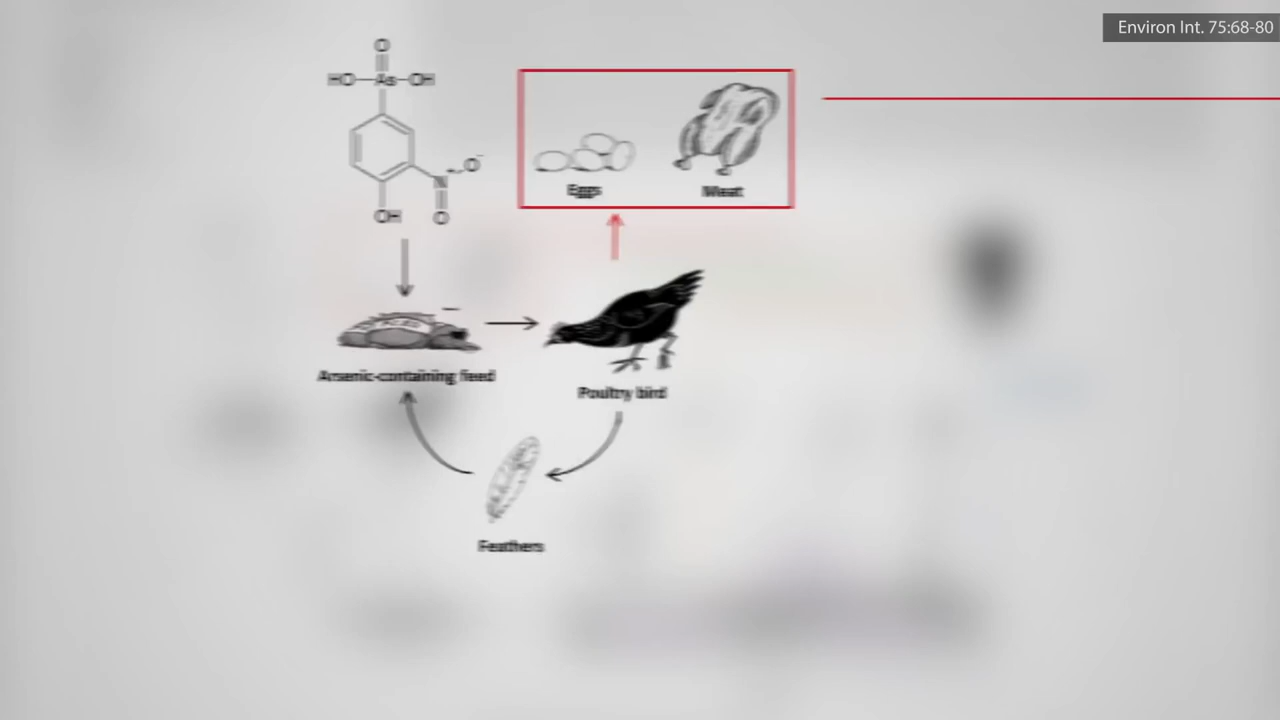 Environ Int. 75:68-80
O
HO As OH
N O⁻
OH O
Eggs Meat
Arsenic-containing feed
Poultry bird
Feathers